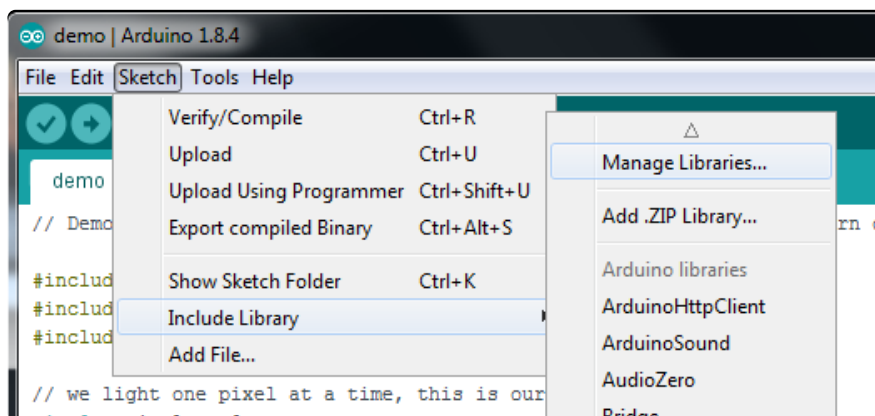 demo | Arduino 1.8.4
File Edit Sketch Tools Help
Verify/Compile Ctrl+R
Upload Ctrl+U
Upload Using Programmer Ctrl+Shift+U
Export compiled Binary Ctrl+Alt+S
Show Sketch Folder Ctrl+K
Include Library
Add File...
Manage Libraries...
Add .ZIP Library...
Arduino libraries
ArduinoHttpClient
ArduinoSound
AudioZero
Bridge
demo
// Demo
#includ
#includ
#includ
// we light one pixel at a time, this is our